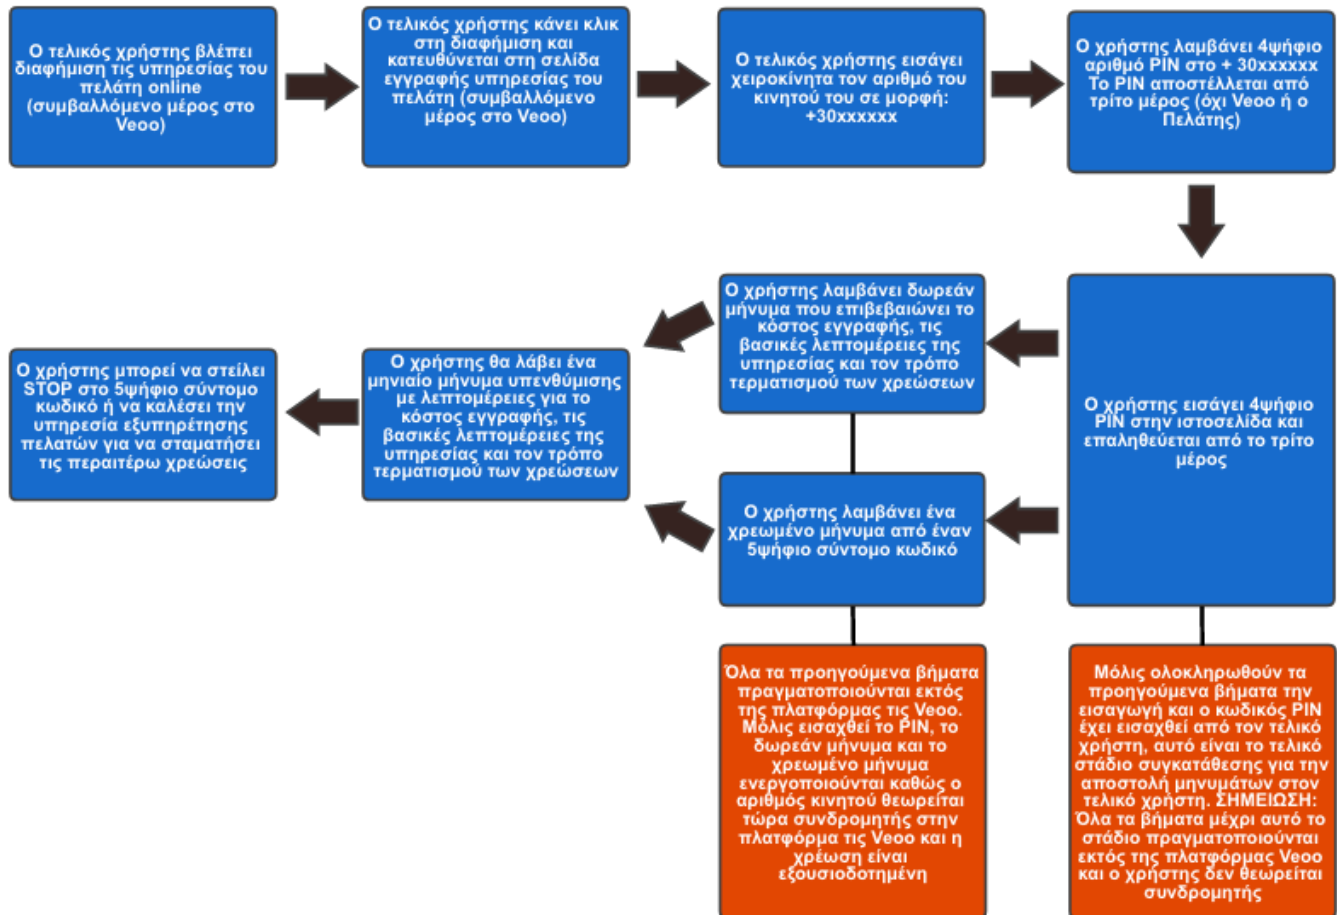 Ο τελικός χρήστης βλέπει
διαφήμιση τις υπηρεσίας του
πελάτη online
(συμβαλλόμενο μέρος στο
Veoo)
Ο τελικός χρήστης κάνει κλικ
στη διαφήμιση και
κατευθύνεται στη σελίδα
εγγραφής υπηρεσίας του
πελάτη (συμβαλλόμενο
μέρος στο Veoo)
Ο τελικός χρήστης εισάγει
χειροκίνητα τον αριθμό του
κινητού του σε μορφή:
+30xxxxxx
Ο χρήστης λαμβάνει 4ψήφιο
αριθμό PIN στο + 30xxxxxx
Το PIN αποστέλλεται από
τρίτο μέρος (όχι Veoo ή ο
Πελάτης)
Ο χρήστης εισάγει 4ψήφιο
PIN στην ιστοσελίδα και
επαληθεύεται από το τρίτο
μέρος
Ο χρήστης λαμβάνει δωρεάν
μήνυμα που επιβεβαιώνει το
κόστος εγγραφής, τις
βασικές λεπτομέρειες της
υπηρεσίας και τον τρόπο
τερματισμού των χρεώσεων
Ο χρήστης λαμβάνει ένα
χρεωμένο μήνυμα από έναν
5ψήφιο σύντομο κωδικό
Ο χρήστης θα λάβει ένα
μηνιαίο μήνυμα υπενθύμισης
με λεπτομέρειες για το
κόστος εγγραφής, τις
βασικές λεπτομέρειες της
υπηρεσίας και τον τρόπο
τερματισμού των χρεώσεων
Ο χρήστης μπορεί να στείλει
STOP στο 5ψήφιο σύντομο
κωδικό ή να καλέσει την
υπηρεσία εξυπηρέτησης
πελατών για να σταματήσει
τις περαιτέρω χρεώσεις
Όλα τα προηγούμενα βήματα
πραγματοποιούνται εκτός
της πλατφόρμας τις Veoo.
Μόλις εισαχθεί το PIN, το
δωρεάν μήνυμα και το
χρεωμένο μήνυμα
ενεργοποιούνται καθώς ο
αριθμός κινητού θεωρείται
τώρα συνδρομητής στην
πλατφόρμα τις Veoo και η
χρέωση είναι
εξουσιοδοτημένη
Μόλις ολοκληρωθούν τα
προηγούμενα βήματα την
εισαγωγή και ο κωδικός PIN
έχει εισαχθεί από τον τελικό
χρήστη, αυτό είναι το τελικό
στάδιο συγκατάθεσης για την
αποστολή μηνυμάτων στον
τελικό χρήστη. ΣΗΜΕΙΩΣΗ:
Όλα τα βήματα μέχρι αυτό το
στάδιο πραγματοποιούνται
εκτός της πλατφόρμας Veoo
και ο χρήστης δεν θεωρείται
συνδρομητής